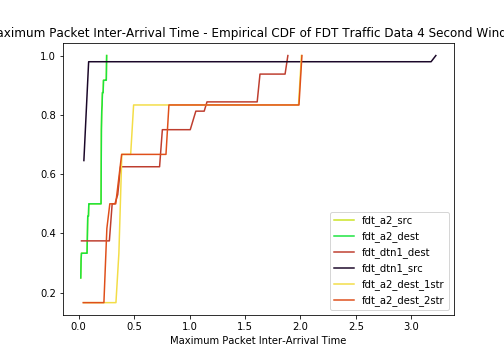 aximum Packet Inter-Arrival Time - Empirical CDF of FDT Traffic Data 4 Second Wind
1.0
0.8
0.6
0.4
0.2
fdt_a2_src
fdt_a2_dest
fdt_dtn1_dest
fdt_dtn1_src
fdt_a2_dest_1str
fdt_a2_dest_2str
0.0 0.5 1.0 1.5 2.0 2.5 3.0
Maximum Packet Inter-Arrival Time